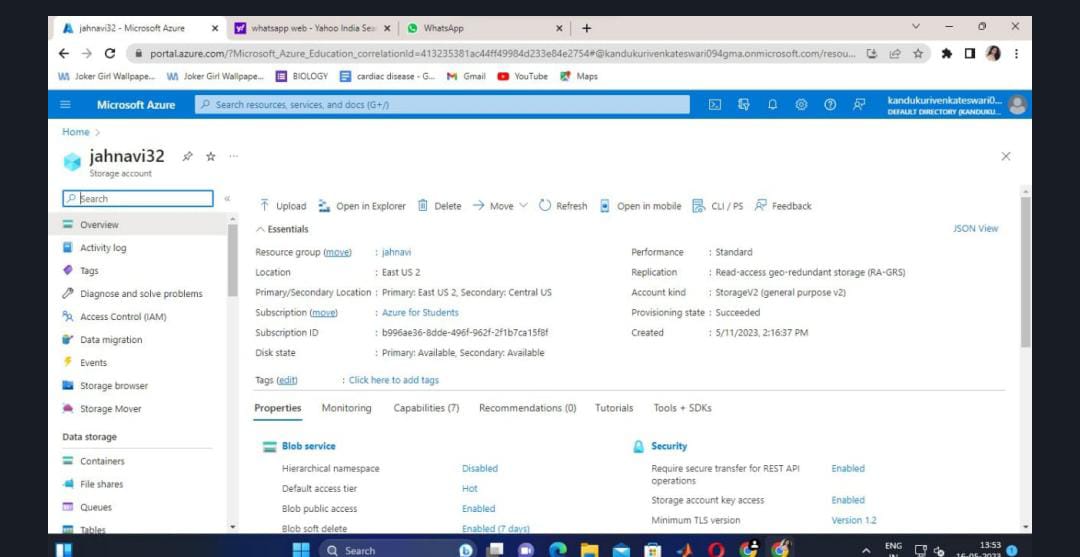 jahnavi32 - Microsoft Azure
whatsapp web - Yahoo India Sea
WhatsApp
portal.azure.com/?Microsoft_Azure_Education_correlationId=413235381ac44ff49984d233e84e2754#@kandukurivenkateswari094gma.onmicrosoft.com/resou...
Joker Girl Wallpape... Joker Girl Wallpape... BIOLOGY cardiac disease - G... Gmail YouTube Maps
Microsoft Azure
Search resources, services, and docs (G+/)
kandukurivenkateswari0...
DEFAULT DIRECTORY (KANDUKU...
Home >
jahnavi32
Storage account
Search
Overview
Activity log
Tags
Diagnose and solve problems
Access Control (IAM)
Data migration
Events
Storage browser
Storage Mover
Data storage
Containers
File shares
Queues
Tables
Upload Open in Explorer Delete Move Refresh Open in mobile CLI / PS Feedback
Essentials
JSON View
Resource group (move) : jahnavi
Location : East US 2
Primary/Secondary Location : Primary: East US 2, Secondary: Central US
Subscription (move) : Azure for Students
Subscription ID : b996ae36-8dde-496f-962f-2f1b7ca15f8f
Disk state : Primary: Available, Secondary: Available
Performance : Standard
Replication : Read-access geo-redundant storage (RA-GRS)
Account kind : StorageV2 (general purpose v2)
Provisioning state : Succeeded
Created : 5/11/2023, 2:16:37 PM
Tags (edit) : Click here to add tags
Properties Monitoring Capabilities (7) Recommendations (0) Tutorials Tools + SDKs
Blob service
Hierarchical namespace Disabled
Default access tier Hot
Blob public access Enabled
Blob soft delete Enabled (7 days)
Security
Require secure transfer for REST API Enabled
operations
Storage account key access Enabled
Minimum TLS version Version 1.2
Search
ENG
IN
13:53
16-05-2023